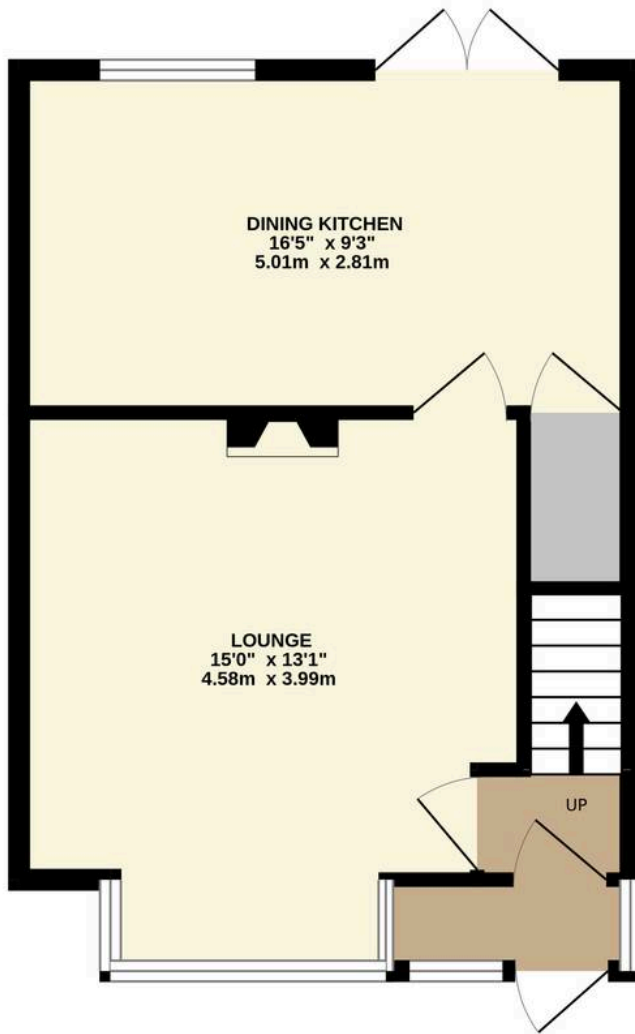 DINING KITCHEN
16'5" x 9'3"
5.01m x 2.81m
LOUNGE
15'0" x 13'1"
4.58m x 3.99m
UP